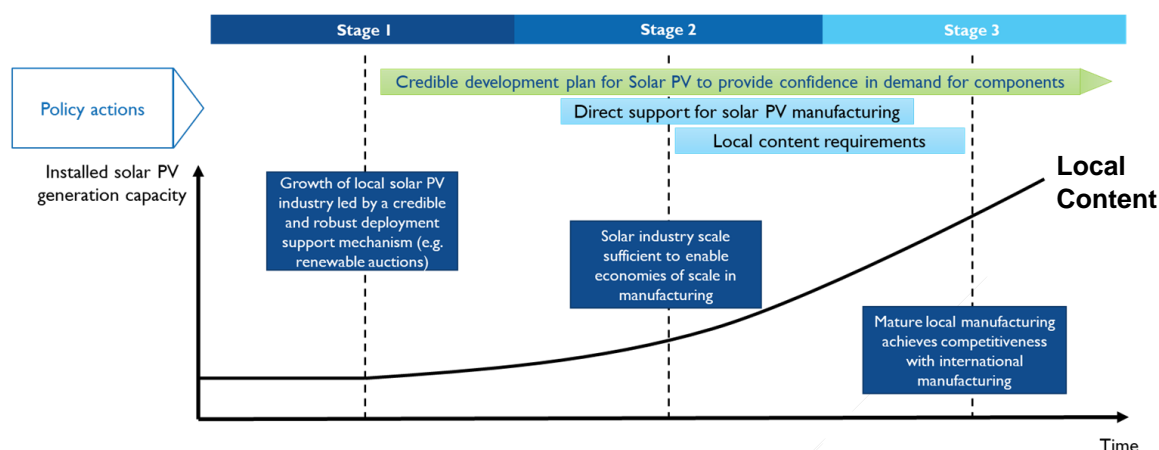 Stage 1
Stage 2
Stage 3
Policy actions
Credible development plan for Solar PV to provide confidence in demand for components
Direct support for solar PV manufacturing
Local content requirements
Installed solar PV
generation capacity
Growth of local solar PV
industry led by a credible
and robust deployment
support mechanism (e.g.
renewable auctions)
Solar industry scale
sufficient to enable
economies of scale in
manufacturing
Mature local manufacturing
achieves competitiveness
with international
manufacturing
Local
Content
Time